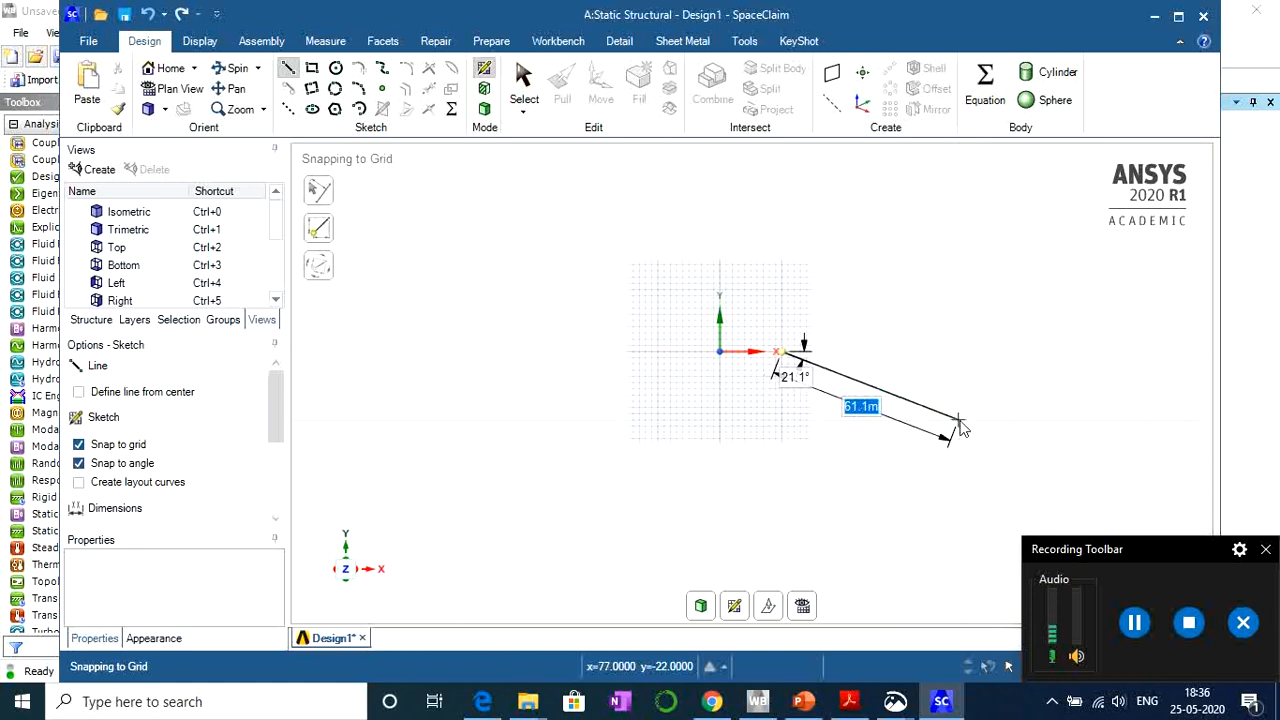 Unsave
A:Static Structural - Design1 - SpaceClaim
File
Design
Display
Assembly
Measure
Facets
Repair
Prepare
Workbench
Detail
Sheet Metal
Tools
KeyShot
Import
Paste
Home
Spin
Plan View
Pan
Zoom
Select
Pull
Move
Fill
Combine
Split Body
Split
Project
Shell
Offset
Mirror
Equation
Cylinder
Sphere
Clipboard
Orient
Sketch
Mode
Edit
Intersect
Create
Body
Toolbox
Views
Create
Delete
Name
Shortcut
Isometric Ctrl+0
Trimetric Ctrl+1
Top Ctrl+2
Bottom Ctrl+3
Left Ctrl+4
Right Ctrl+5
Structure Layers Selection Groups Views
Options - Sketch
Line
Define line from center
Sketch
Snap to grid
Snap to angle
Create layout curves
Dimensions
Properties
Properties Appearance
Snapping to Grid
ANSYS
2020 R1
ACADEMIC
Y
X
21.1°
61.1m
Y
Z
X
Design1*
Snapping to Grid
x=77.0000 y=-22.0000
Ready
Recording Toolbar
Audio
Type here to search
ENG
18:36
25-05-2020